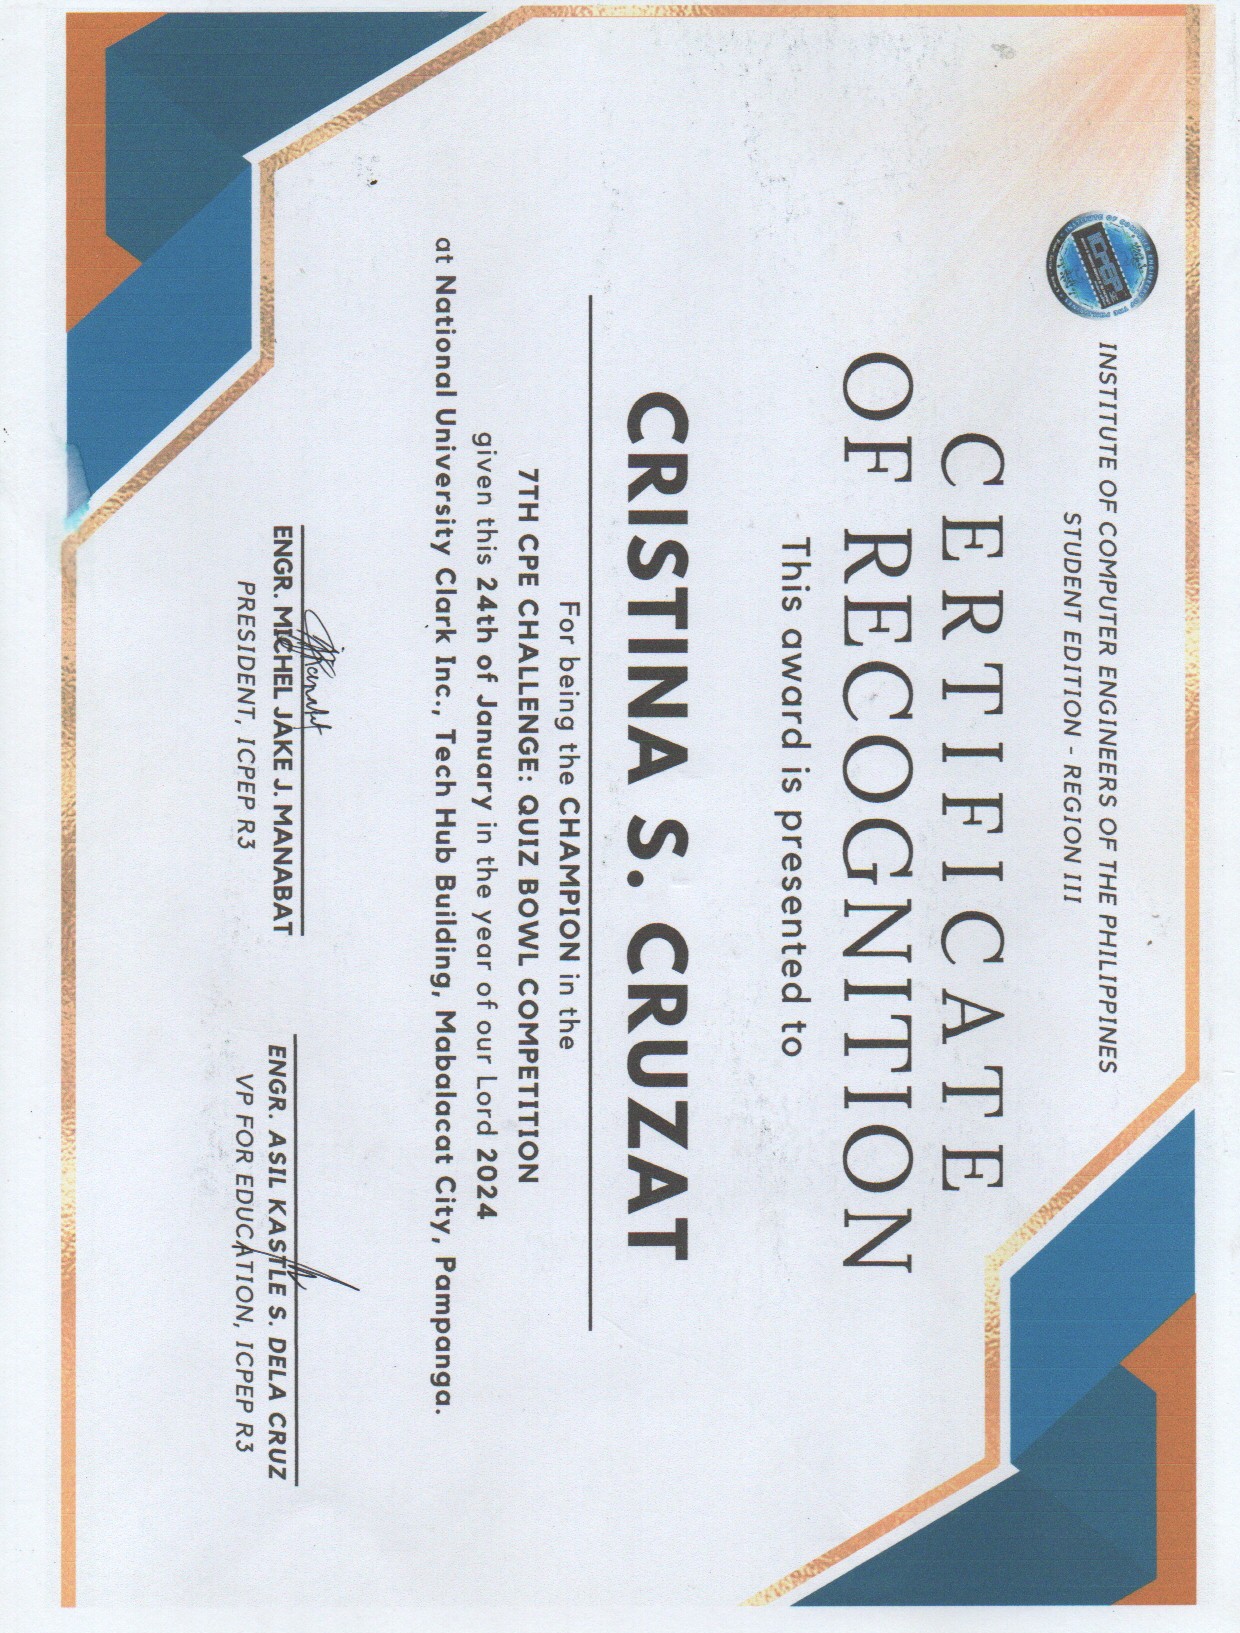 ICPEP
INSTITUTE OF COMPUTER ENGINEERS OF THE PHILIPPINES
STUDENT EDITION - REGION III
CERTIFICATE
OF RECOGNITION
This award is presented to
CRISTINA S. CRUZAT
For being the CHAMPION in the
7TH CPE CHALLENGE: QUIZ BOWL COMPETITION
given this 24th of January in the year of our Lord 2024
at National University Clark Inc., Tech Hub Building, Mabalacat City, Pampanga.
ENGR. MICHEL JAKE J. MANABAT
PRESIDENT, ICPEP R3
ENGR. ASIL KASTLE S. DELA CRUZ
VP FOR EDUCATION, ICPEP R3